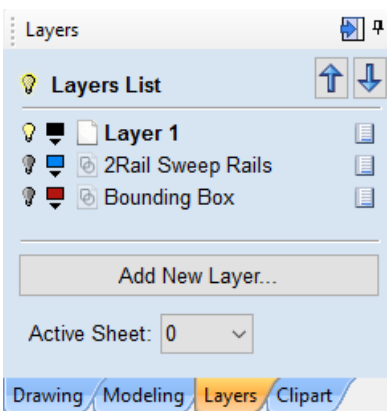 Layers
Layers List
Layer 1
2Rail Sweep Rails
Bounding Box
Add New Layer...
Active Sheet: 0
Drawing Modeling Layers Clipart